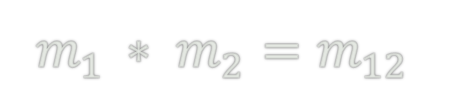 m₁ * m₂ = m₁₂